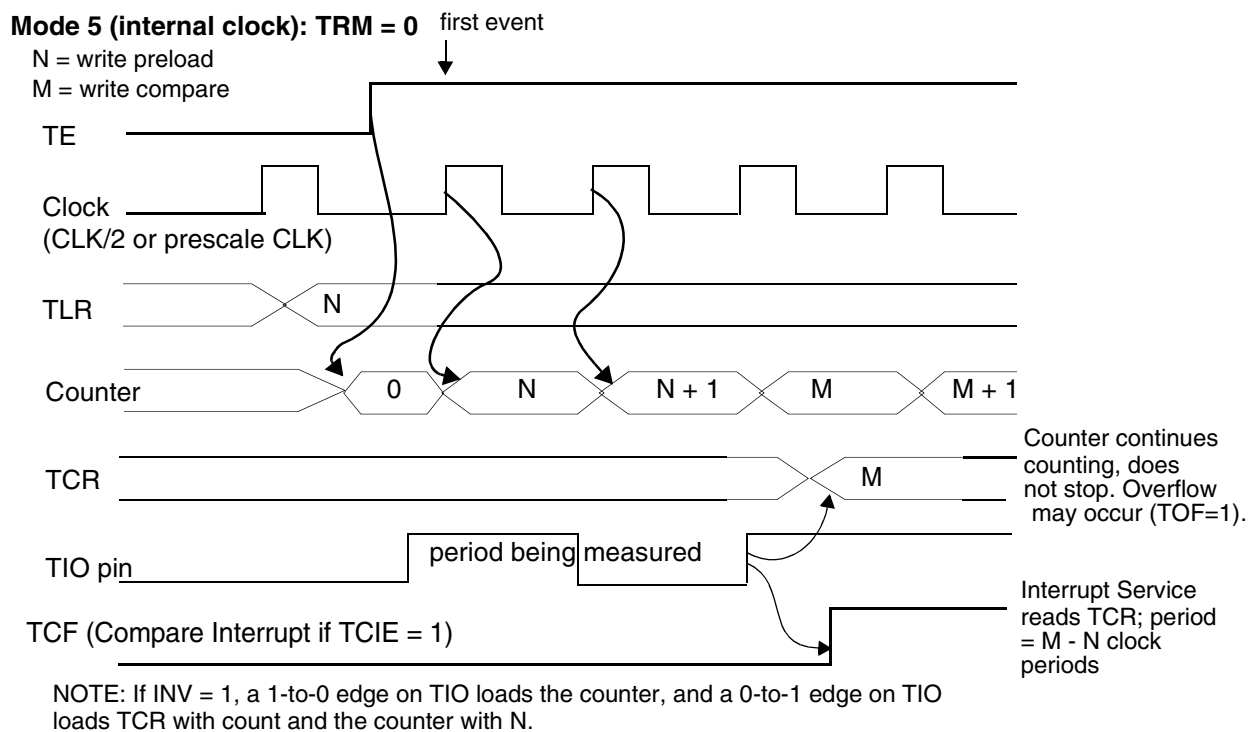 Mode 5 (internal clock): TRM = 0
first event
N = write preload
M = write compare
TE
Clock
(CLK/2 or prescale CLK)
TLR
N
Counter
0
N
N + 1
M
M + 1
TCR
M
Counter continues
counting, does
not stop. Overflow
may occur (TOF=1).
TIO pin
period being measured
TCF (Compare Interrupt if TCIE = 1)
Interrupt Service
reads TCR; period
= M - N clock
periods
NOTE: If INV = 1, a 1-to-0 edge on TIO loads the counter, and a 0-to-1 edge on TIO
loads TCR with count and the counter with N.